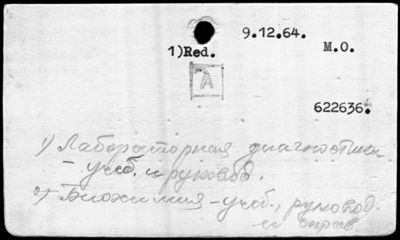 9.12.64.
1) Red. M.O.
A
622636.
1) Лабораторная диагностика
- учеб. и руковод.
2) Биохимия - учеб., руковод.
и справ.